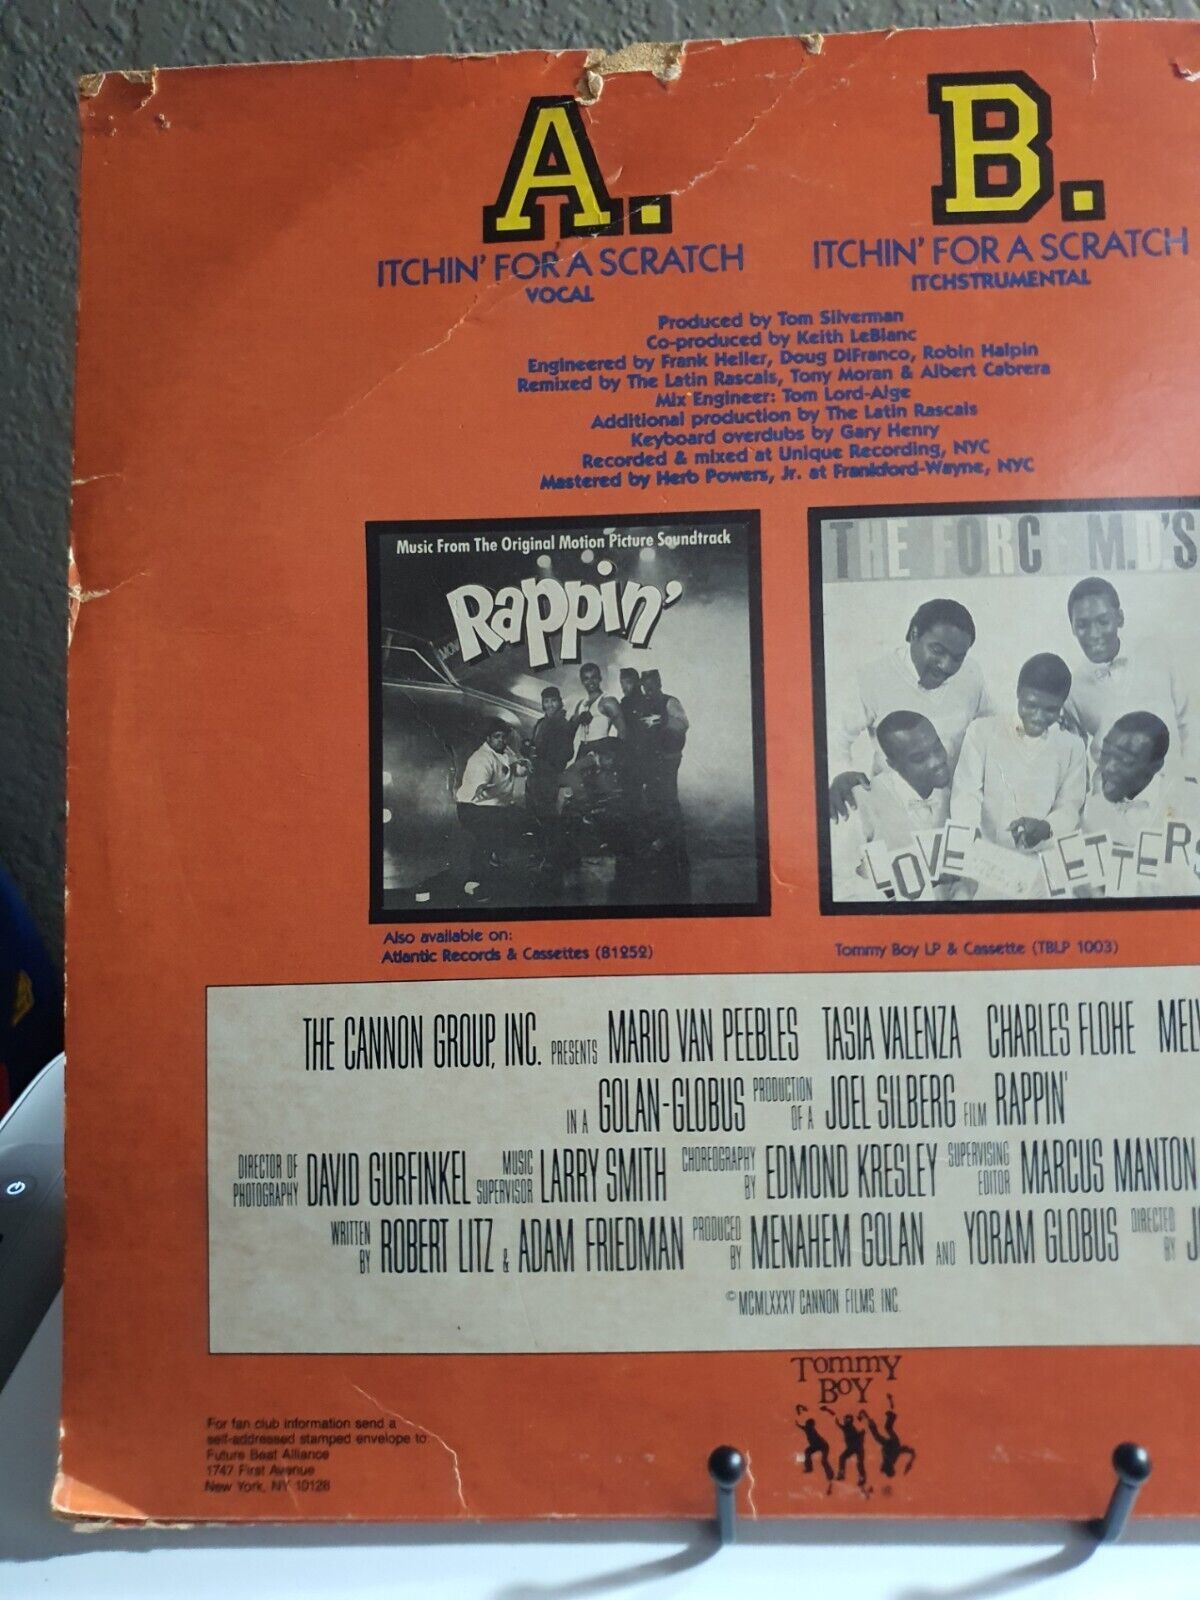 A.
ITCHIN' FOR A SCRATCH
VOCAL
B.
ITCHIN' FOR A SCRATCH
ITCHSTRUMENTAL
Produced by Tom Silverman
Co-produced by Keith LeBlanc
Engineered by Frank Heller, Doug DiFranco, Robin Halpin
Remixed by The Latin Rascals, Tony Moran & Albert Cabrera
Mix Engineer: Tom Lord-Alge
Additional production by The Latin Rascals
Keyboard overdubs by Gary Henry
Recorded & mixed at Unique Recording, NYC
Mastered by Herb Powers, Jr. at Frankford-Wayne, NYC
Music From The Original Motion Picture Soundtrack
Rappin'
THE FORCE M.D.'S
LOVE LETTERS
Also available on:
Atlantic Records & Cassettes (81252)
Tommy Boy LP & Cassette (TBLP 1003)
THE CANNON GROUP, INC. PRESENTS MARIO VAN PEEBLES TASIA VALENZA CHARLES FLOHE
IN A GOLAN-GLOBUS PRODUCTION OF A JOEL SILBERG FILM RAPPIN'
DIRECTOR OF PHOTOGRAPHY DAVID GURFINKEL MUSIC SUPERVISOR LARRY SMITH CHOREOGRAPHY BY EDMOND KRESLEY SUPERVISING EDITOR MARCUS MANTON
WRITTEN BY ROBERT LITZ & ADAM FRIEDMAN PRODUCED BY MENAHEM GOLAN AND YORAM GLOBUS DIRECTED BY J
© MCMLXXXV CANNON FILMS, INC.
TOMMY
BOY
®
For fan club information send a
self-addressed stamped envelope to:
Future Beat Alliance
1747 First Avenue
New York, NY 10128